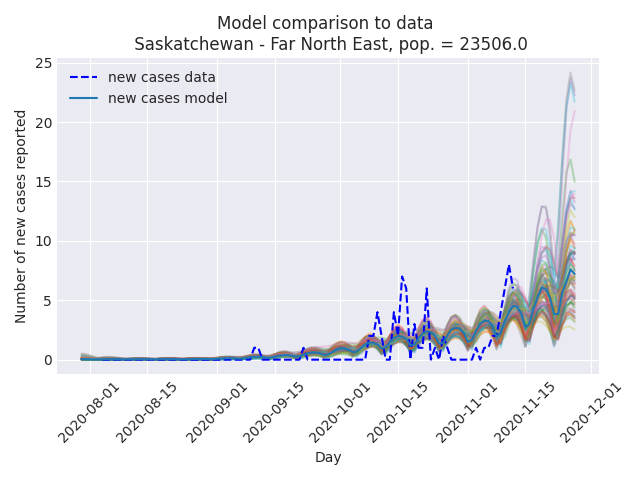 Model comparison to data
Saskatchewan - Far North East, pop. = 23506.0
new cases data
new cases model
Number of new cases reported
25
20
15
10
5
0
2020-08-01
2020-08-15
2020-09-01
2020-09-15
2020-10-01
2020-10-15
2020-11-01
2020-11-15
2020-12-01
Day